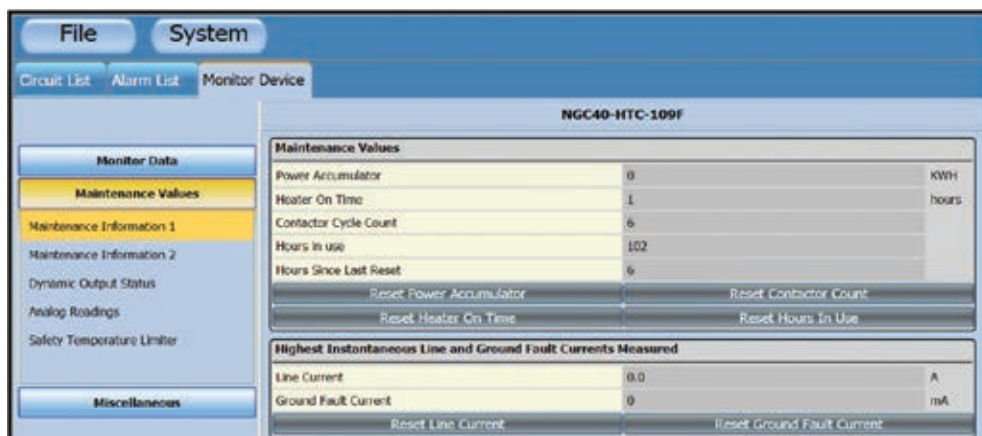 File System
Circuit List Alarm List Monitor Device
NGC40-HTC-109F
Monitor Data
Maintenance Values
Maintenance Information 1
Maintenance Information 2
Dynamic Output Status
Analog Readings
Safety Temperature Limiter
Miscellaneous
Maintenance Values
Power Accumulator 0 KWH
Heater On Time 1 hours
Contactor Cycle Count 6
Hours In use 102
Hours Since Last Reset 6
Reset Power Accumulator Reset Contactor Count
Reset Heater On Time Reset Hours In Use
Highest Instantaneous Line and Ground Fault Currents Measured
Line Current 0.0 A
Ground Fault Current 0 mA
Reset Line Current Reset Ground Fault Current